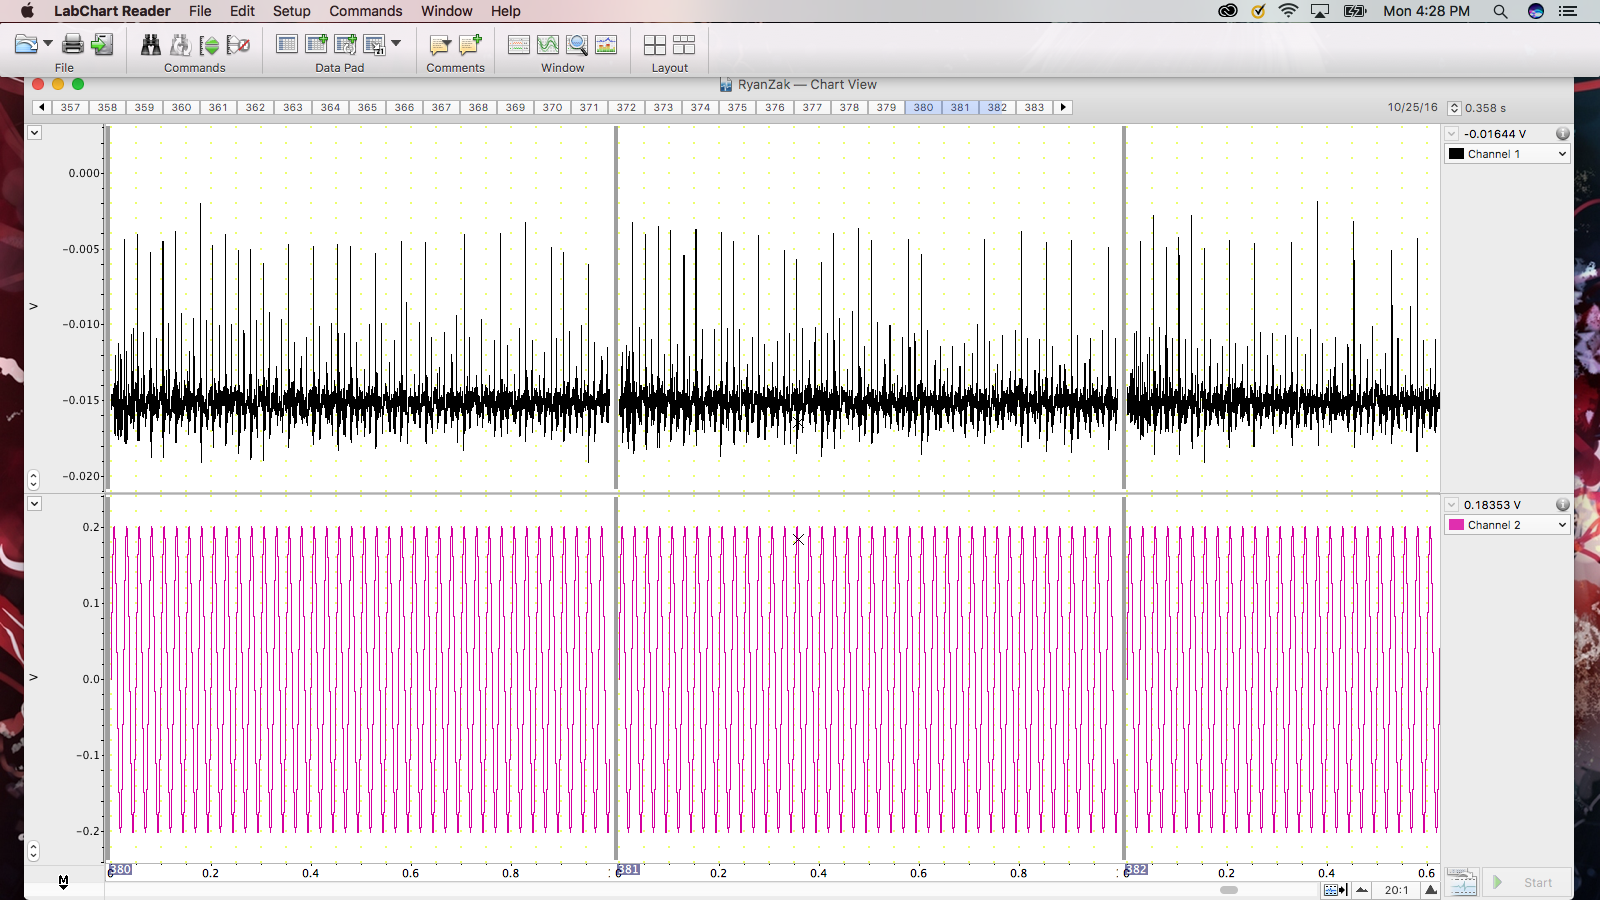 LabChart Reader File Edit Setup Commands Window Help Mon 4:28 PM
File Commands Data Pad Comments Window Layout
RyanZak — Chart View
357 358 359 360 361 362 363 364 365 366 367 368 369 370 371 372 373 374 375 376 377 378 379 380 381 382 383 10/25/16 0.358 s
-0.01644 V
Channel 1
0.000
-0.005
V
-0.010
-0.015
-0.020
0.18353 V
Channel 2
0.2
0.1
V
0.0
-0.1
-0.2
380 381 382
0 0.2 0.4 0.6 0.8 0 0.2 0.4 0.6 0.8 0 0.2 0.4 0.6
M
20:1 Start